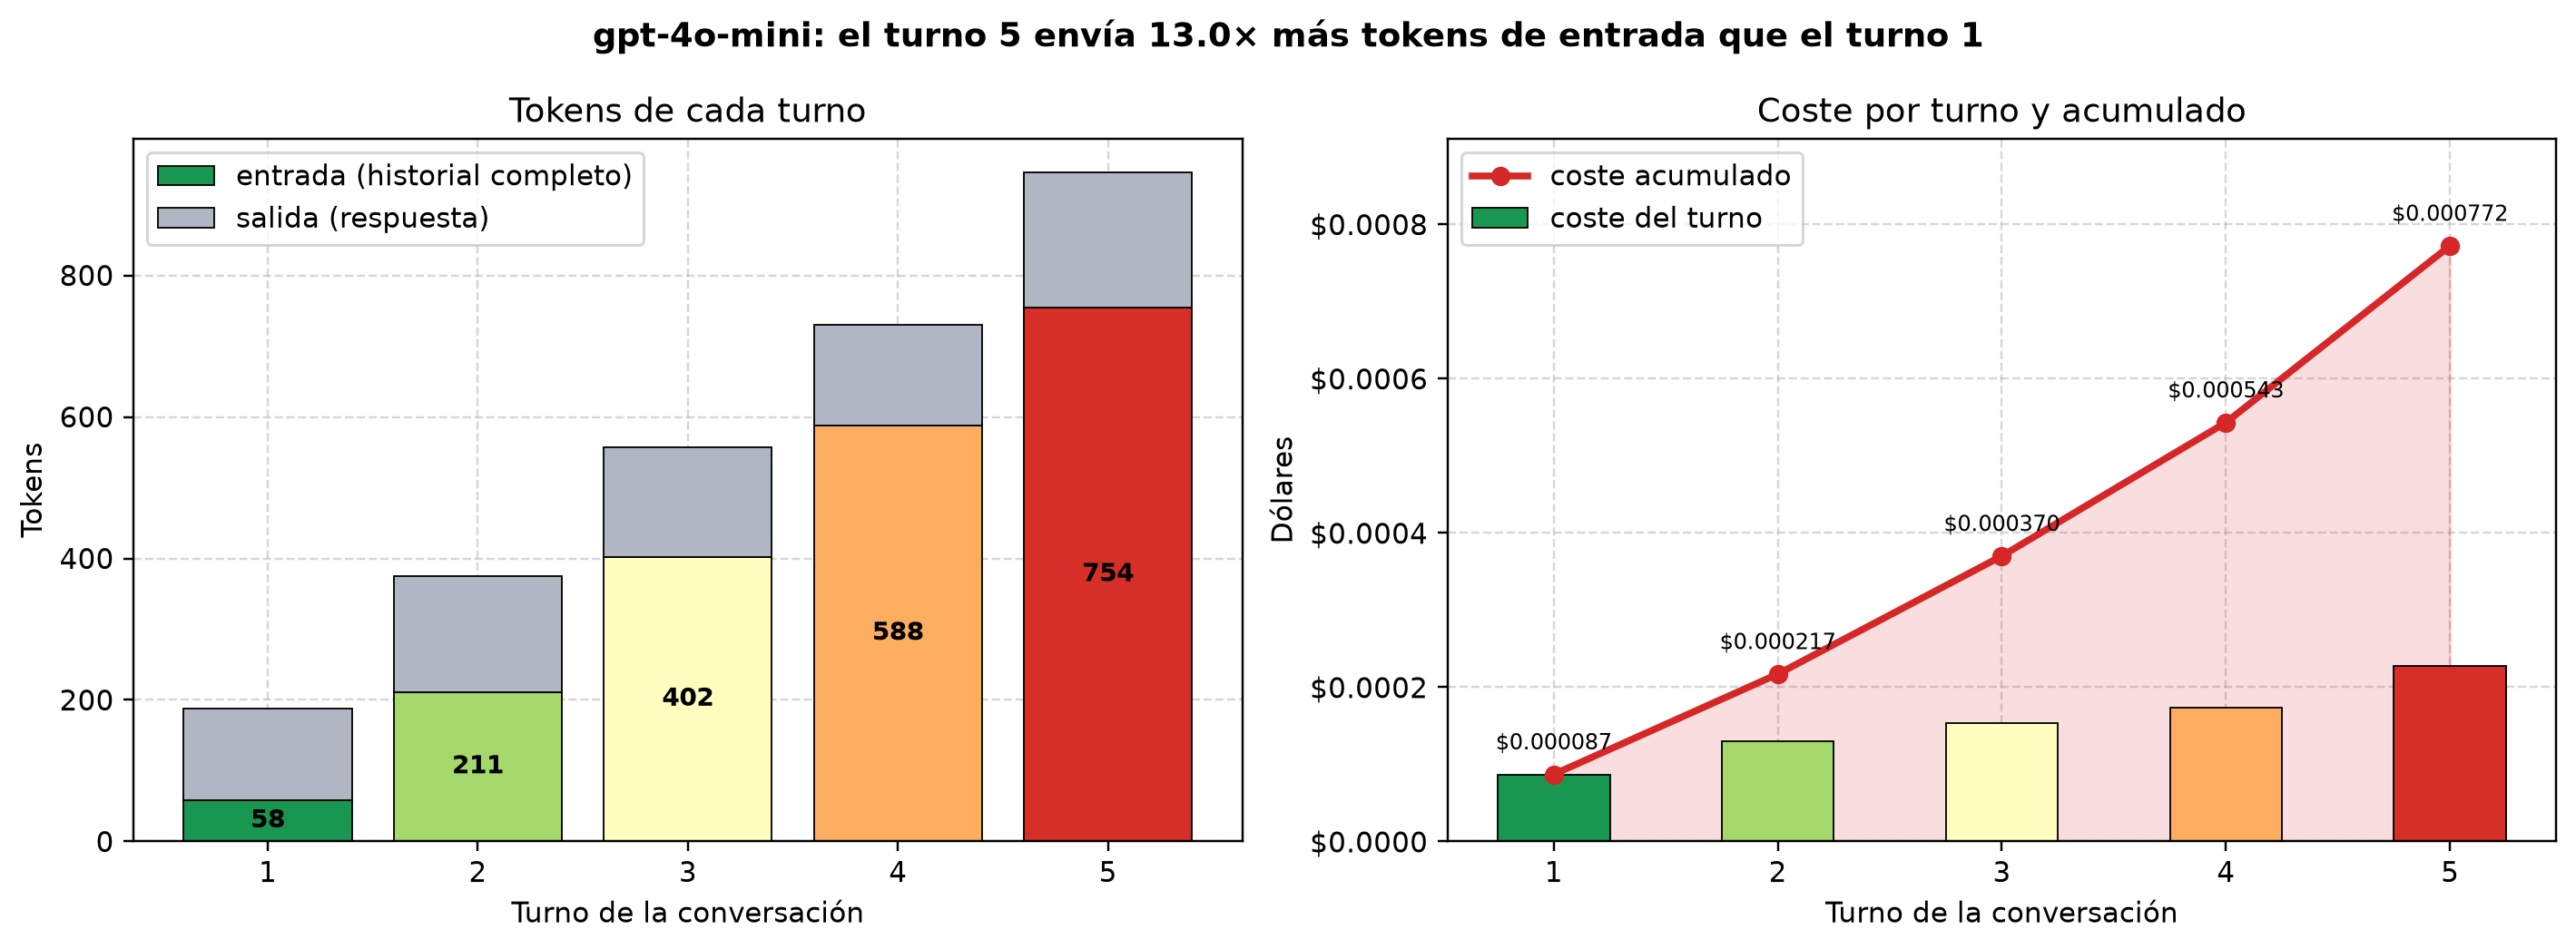 gpt-4o-mini: el turno 5 envía 13.0× más tokens de entrada que el turno 1
Tokens de cada turno
entrada (historial completo)
salida (respuesta)
Tokens
800
600
400
200
0
58
211
402
588
754
1 2 3 4 5
Turno de la conversación
Coste por turno y acumulado
coste acumulado
coste del turno
Dólares
$0.0008
$0.0006
$0.0004
$0.0002
$0.0000
$0.000087
$0.000217
$0.000370
$0.000543
$0.000772
1 2 3 4 5
Turno de la conversación